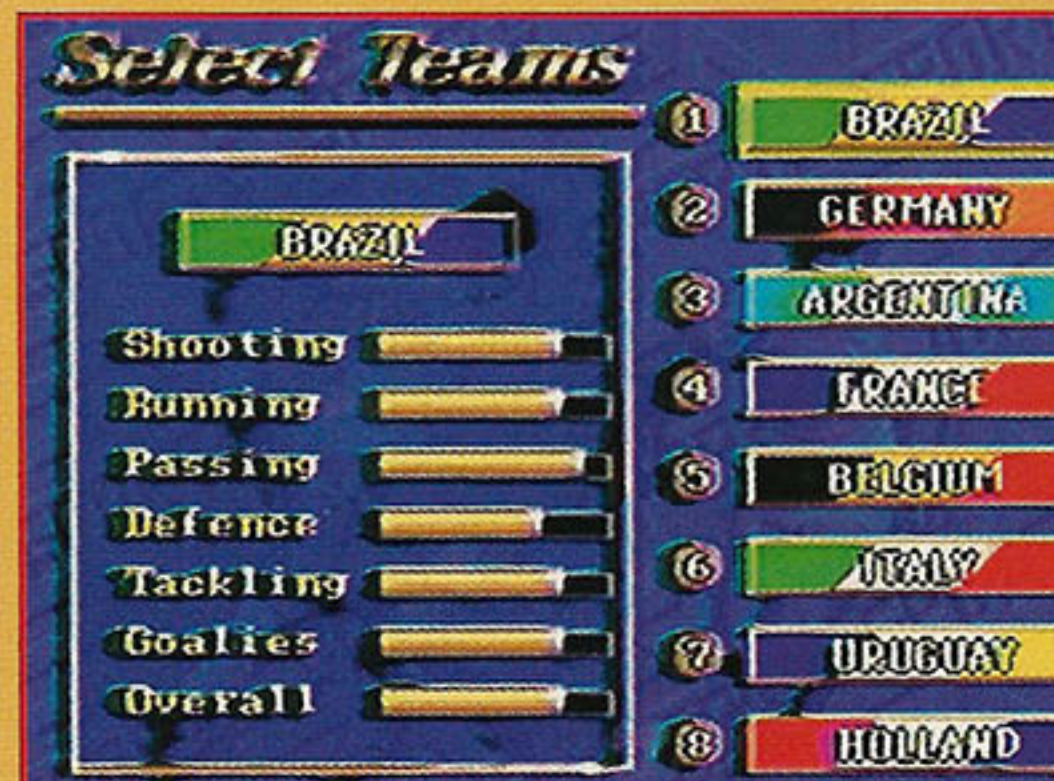 Select Teams
BRAZIL
Shooting
Running
Passing
Defence
Tackling
Goalies
Overall
1 BRAZIL
2 GERMANY
3 ARGENTINA
4 FRANCE
5 BELGIUM
6 ITALY
7 URUGUAY
8 HOLLAND